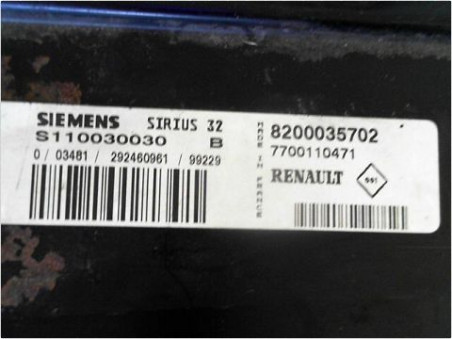 SIEMENS SIRIUS 32
S110030030 B
0 / 03481 / 292460961 / 99229
MADE IN FRANCE
8200035702
7700110471
RENAULT